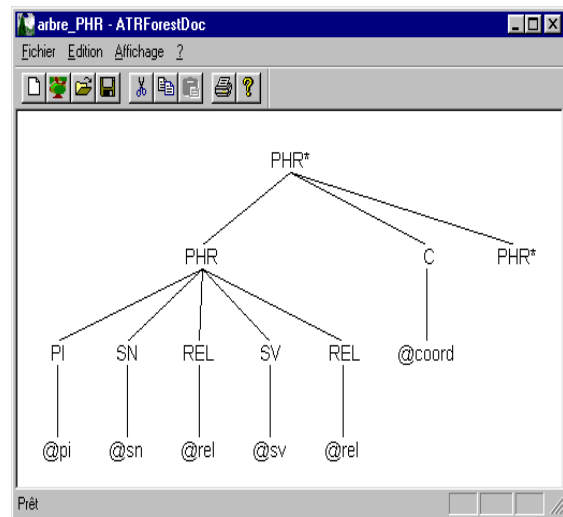 arbre_PHR - ATRForestDoc
Fichier Edition Affichage ?
PHR*
PHR C PHR*
PI SN REL SV REL @coord
@pi @sn @rel @sv @rel
Prêt